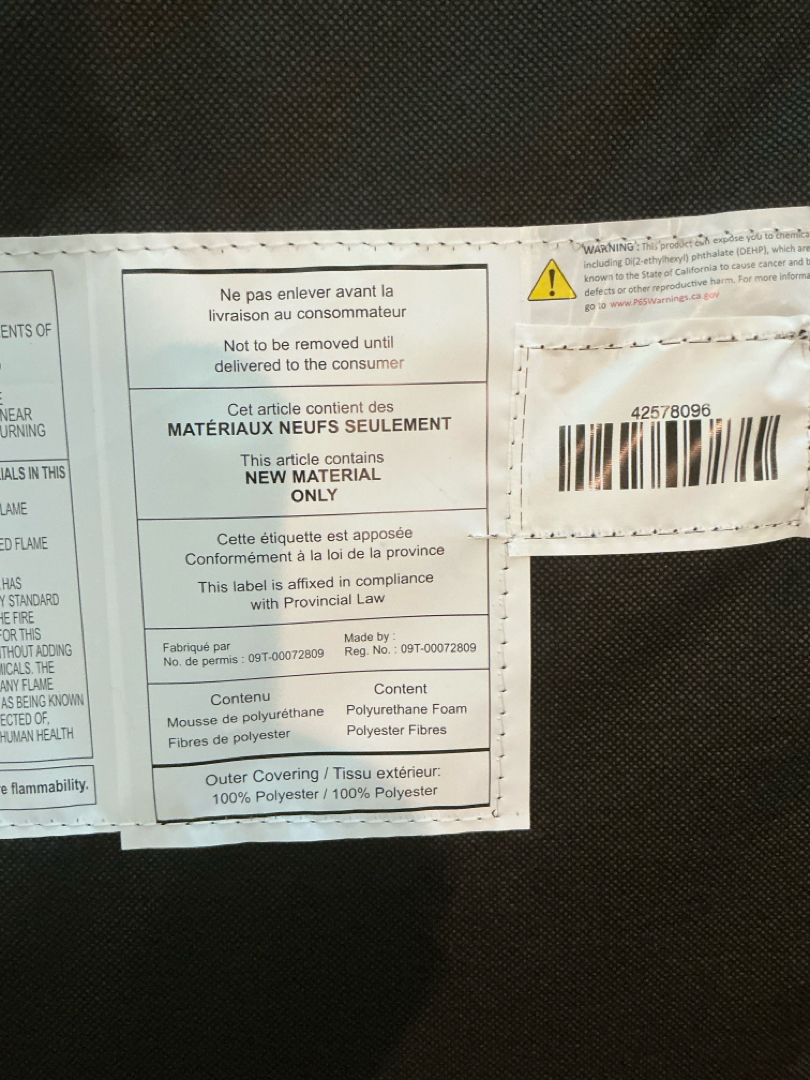 ENTS OF
NEAR
URNING
IALS IN THIS
LAME
ED FLAME
HAS
Y STANDARD
HE FIRE
FOR THIS
ITHOUT ADDING
MICALS. THE
ANY FLAME
AS BEING KNOWN
ECTED OF,
HUMAN HEALTH
e flammability.
Ne pas enlever avant la
livraison au consommateur
Not to be removed until
delivered to the consumer
Cet article contient des
MATÉRIAUX NEUFS SEULEMENT
This article contains
NEW MATERIAL
ONLY
Cette étiquette est apposée
Conformément à la loi de la province
This label is affixed in compliance
with Provincial Law
Fabriqué par
No. de permis : 09T-00072809
Made by :
Reg. No. : 09T-00072809
Contenu
Mousse de polyuréthane
Fibres de polyester
Content
Polyurethane Foam
Polyester Fibres
Outer Covering / Tissu extérieur:
100% Polyester / 100% Polyester
WARNING : This product can expose you to chemica
including Di(2-ethylhexyl) phthalate (DEHP), which are
known to the State of California to cause cancer and b
defects or other reproductive harm. For more informa
go to www.P65Warnings.ca.gov
42578096